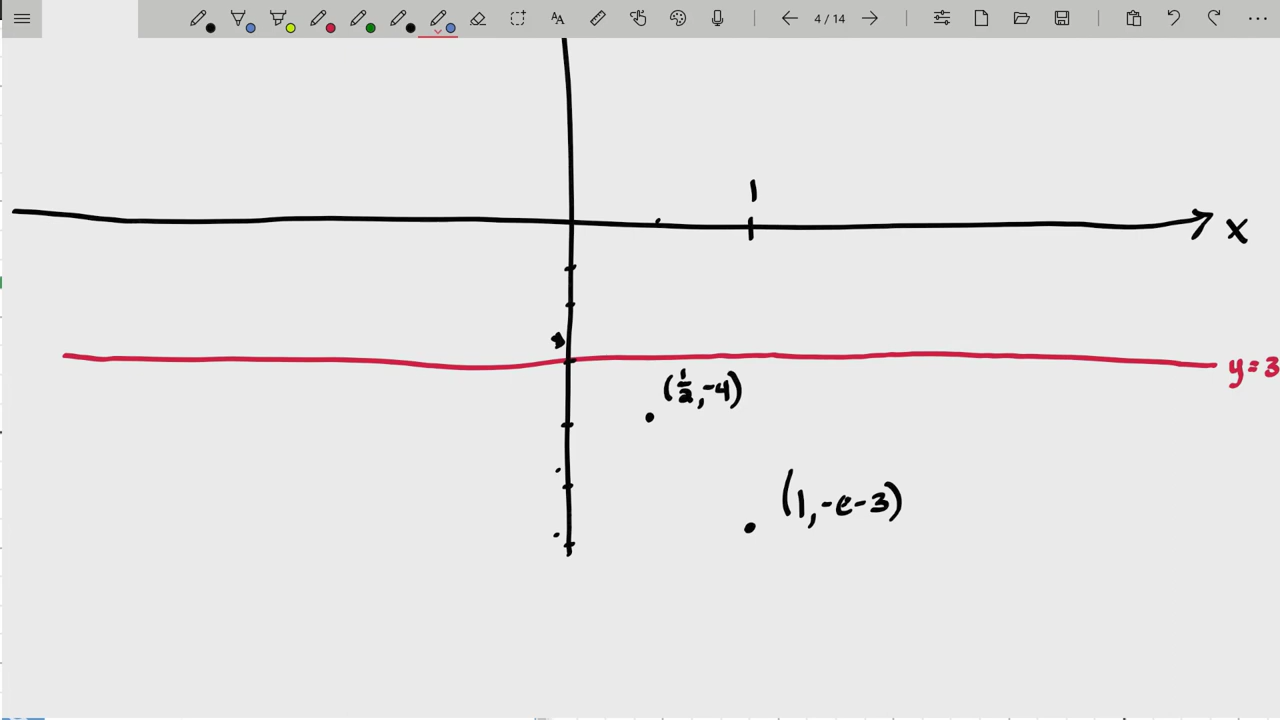 4 / 14
1
x
y = 3
(1/2, -4)
(1, -e - 3)